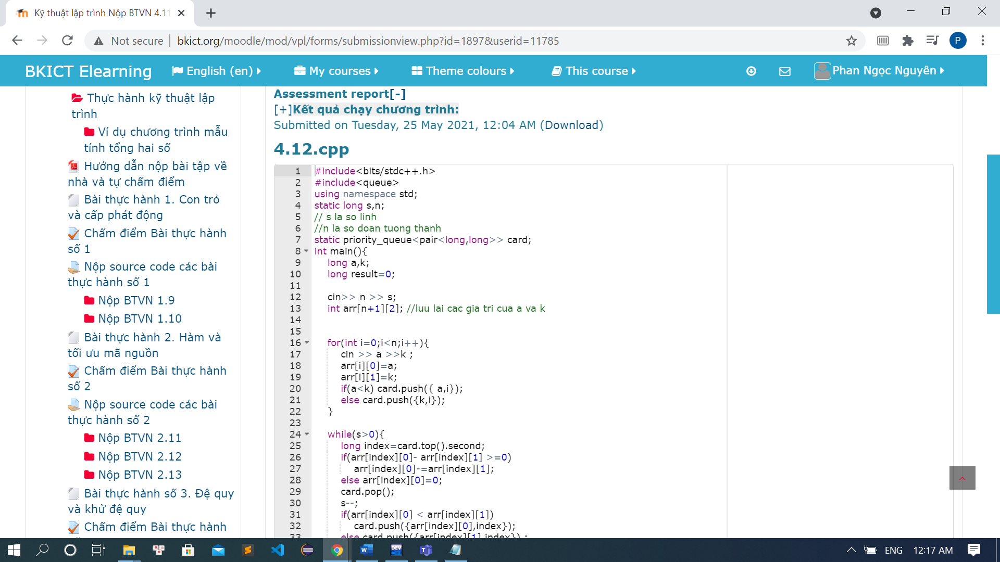 Kỹ thuật lập trình Nộp BTVN 4.11
Not secure
bkict.org/moodle/mod/vpl/forms/submissionview.php?id=1897&userid=11785
P
BKICT Elearning
English (en)
My courses
Theme colours
This course
Phan Ngọc Nguyên
Thực hành kỹ thuật lập
trình
Ví dụ chương trình mẫu
tính tổng hai số
Hướng dẫn nộp bài tập về
nhà và tự chấm điểm
Bài thực hành 1. Con trỏ
và cấp phát động
Chấm điểm Bài thực hành
số 1
Nộp source code các bài
thực hành số 1
Nộp BTVN 1.9
Nộp BTVN 1.10
Bài thực hành 2. Hàm và
tối ưu mã nguồn
Chấm điểm Bài thực hành
số 2
Nộp source code các bài
thực hành số 2
Nộp BTVN 2.11
Nộp BTVN 2.12
Nộp BTVN 2.13
Bài thực hành số 3. Đệ quy
và khử đệ quy
Chấm điểm Bài thực hành
Assessment report[-]
[+]Kết quả chạy chương trình:
Submitted on Tuesday, 25 May 2021, 12:04 AM (Download)
4.12.cpp
1 #include<bits/stdc++.h>
2 #include<queue>
3 using namespace std;
4 static long s,n;
5 // s la so linh
6 //n la so doan tuong thanh
7 static priority_queue<pair<long,long>> card;
8 int main(){
9 long a,k;
10 long result=0;
11
12 cin>> n >> s;
13 int arr[n+1][2]; //luu lai cac gia tri cua a va k
14
15
16 for(int i=0;i<n;i++){
17 cin >> a >>k ;
18 arr[i][0]=a;
19 arr[i][1]=k;
20 if(a<k) card.push({ a,i});
21 else card.push({k,i});
22 }
23
24 while(s>0){
25 long index=card.top().second;
26 if(arr[index][0]- arr[index][1] >=0)
27 arr[index][0]-=arr[index][1];
28 else arr[index][0]=0;
29 card.pop();
30 s--;
31 if(arr[index][0] < arr[index][1])
32 card.push({arr[index][0],index});
33 else card.push({arr[index][1],index}) ;
ENG
12:17 AM